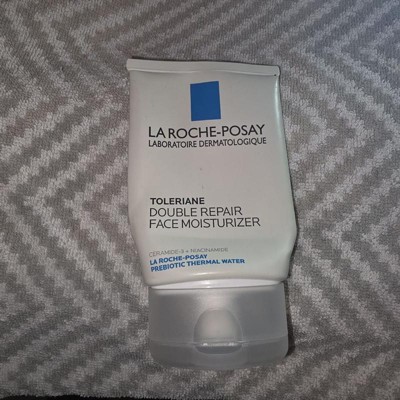 LA ROCHE-POSAY
LABORATOIRE DERMATOLOGIQUE
TOLERIANE
DOUBLE REPAIR
FACE MOISTURIZER
CERAMIDE-3 + NIACINAMIDE
LA ROCHE-POSAY
PREBIOTIC THERMAL WATER